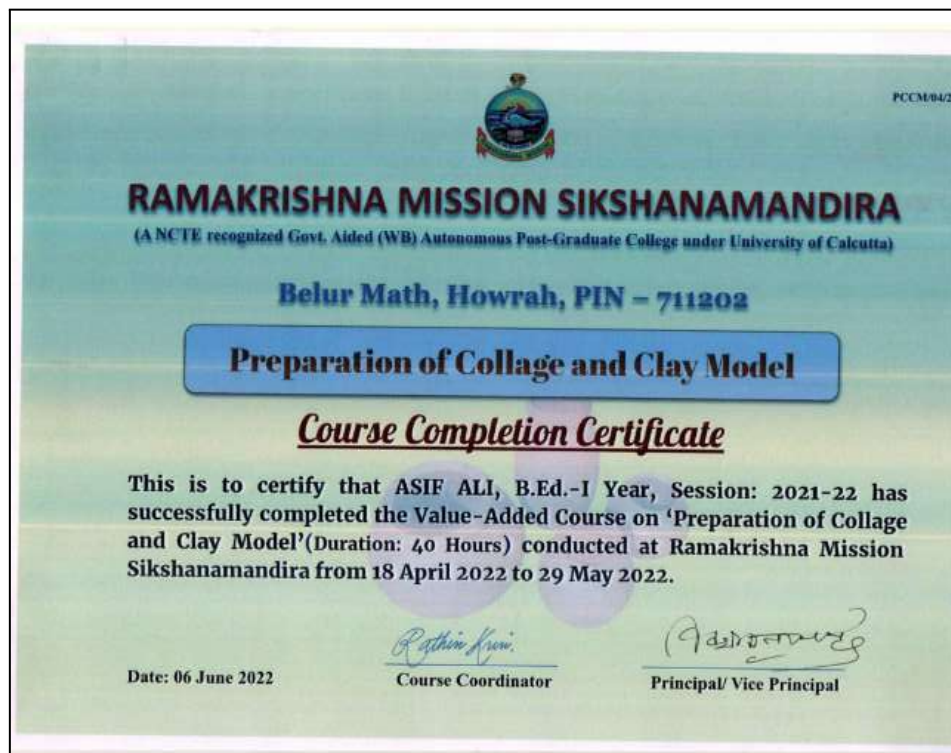 PCCM/04/2
RAMAKRISHNA MISSION SIKSHANAMANDIRA
(A NCTE recognized Govt. Aided (WB) Autonomous Post-Graduate College under University of Calcutta)
Belur Math, Howrah, PIN – 711202
Preparation of Collage and Clay Model
Course Completion Certificate
This is to certify that ASIF ALI, B.Ed.-I Year, Session: 2021-22 has
successfully completed the Value-Added Course on ‘Preparation of Collage
and Clay Model’(Duration: 40 Hours) conducted at Ramakrishna Mission
Sikshanamandira from 18 April 2022 to 29 May 2022.
Rathin
Date: 06 June 2022
Course Coordinator
Principal/ Vice Principal